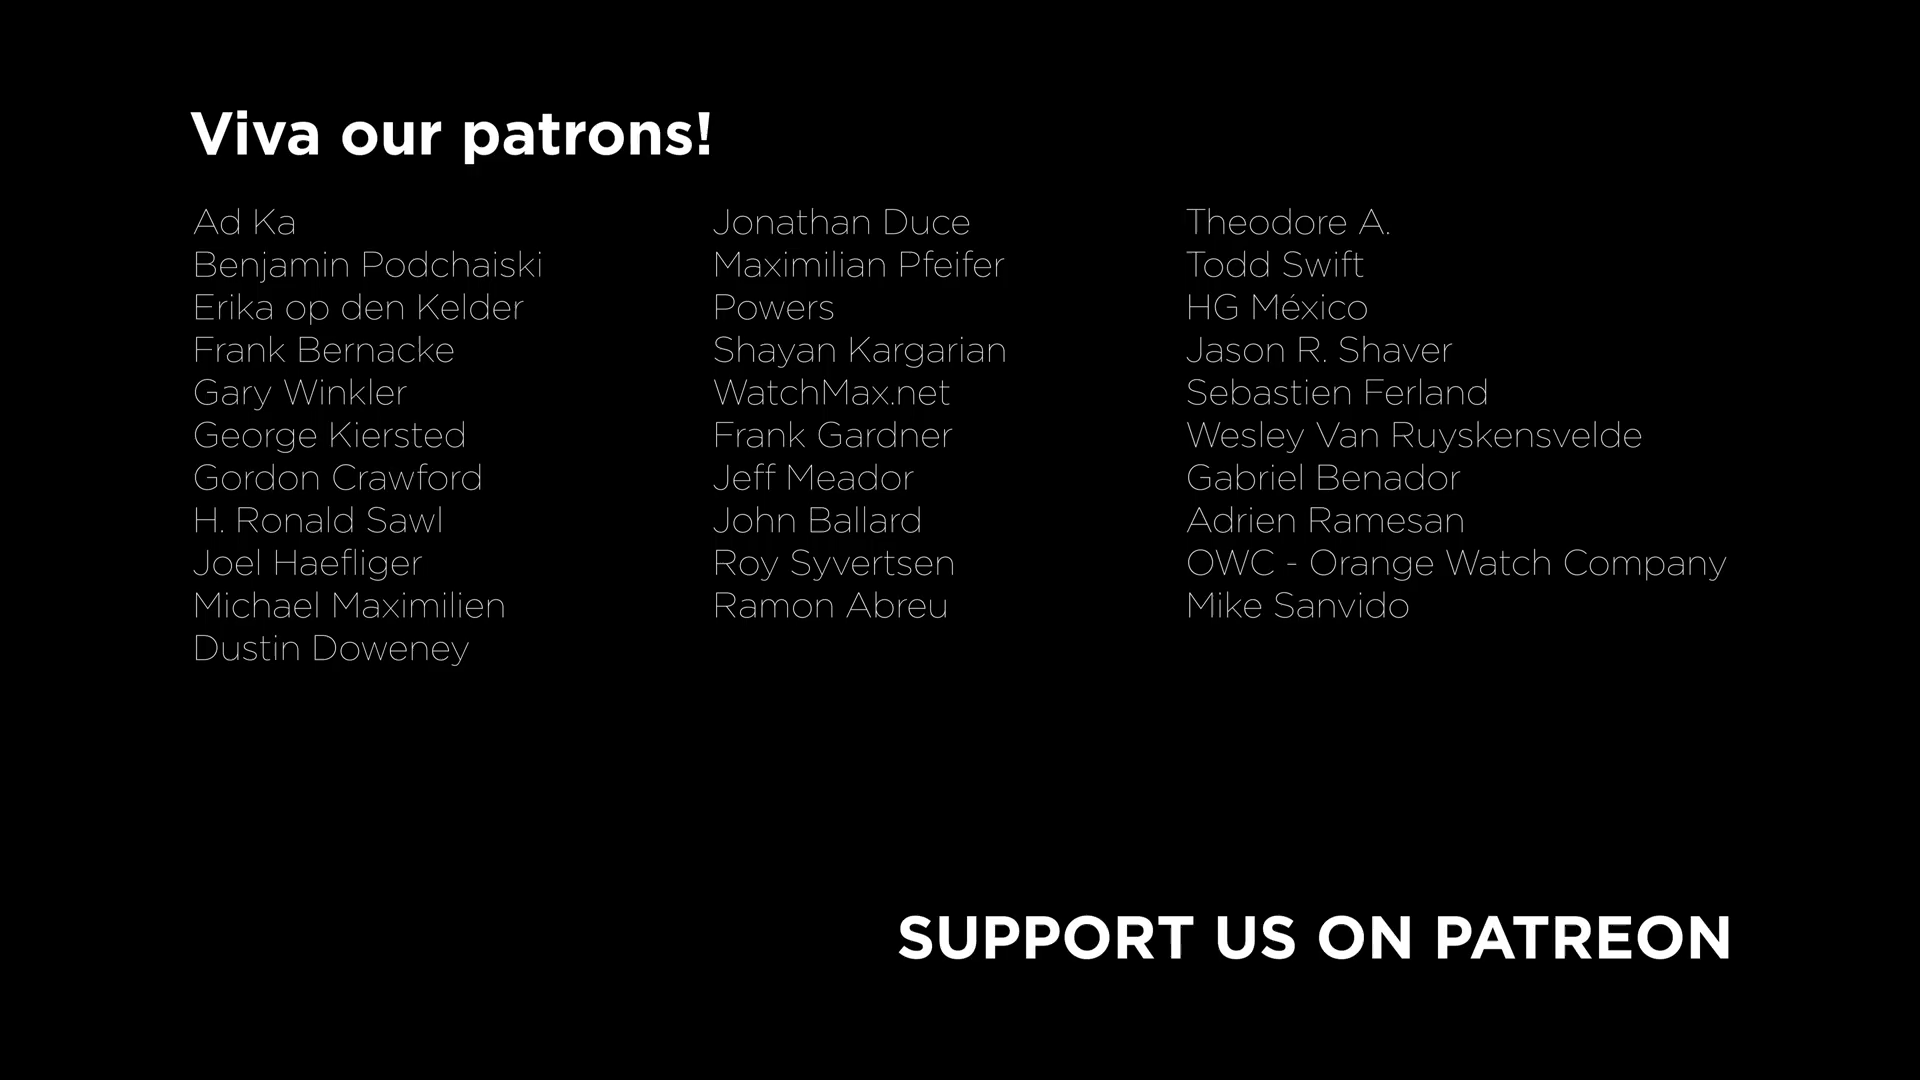 Viva our patrons!
Ad Ka
Benjamin Podchaiski
Erika op den Kelder
Frank Bernacke
Gary Winkler
George Kiersted
Gordon Crawford
H. Ronald Sawl
Joel Haefliger
Michael Maximilien
Dustin Doweney
Jonathan Duce
Maximilian Pfeifer
Powers
Shayan Kargarian
WatchMax.net
Frank Gardner
Jeff Meador
John Ballard
Roy Syvertsen
Ramon Abreu
Theodore A.
Todd Swift
HG México
Jason R. Shaver
Sebastien Ferland
Wesley Van Ruyskensvelde
Gabriel Benador
Adrien Ramesan
OWC - Orange Watch Company
Mike Sanvido
SUPPORT US ON PATREON